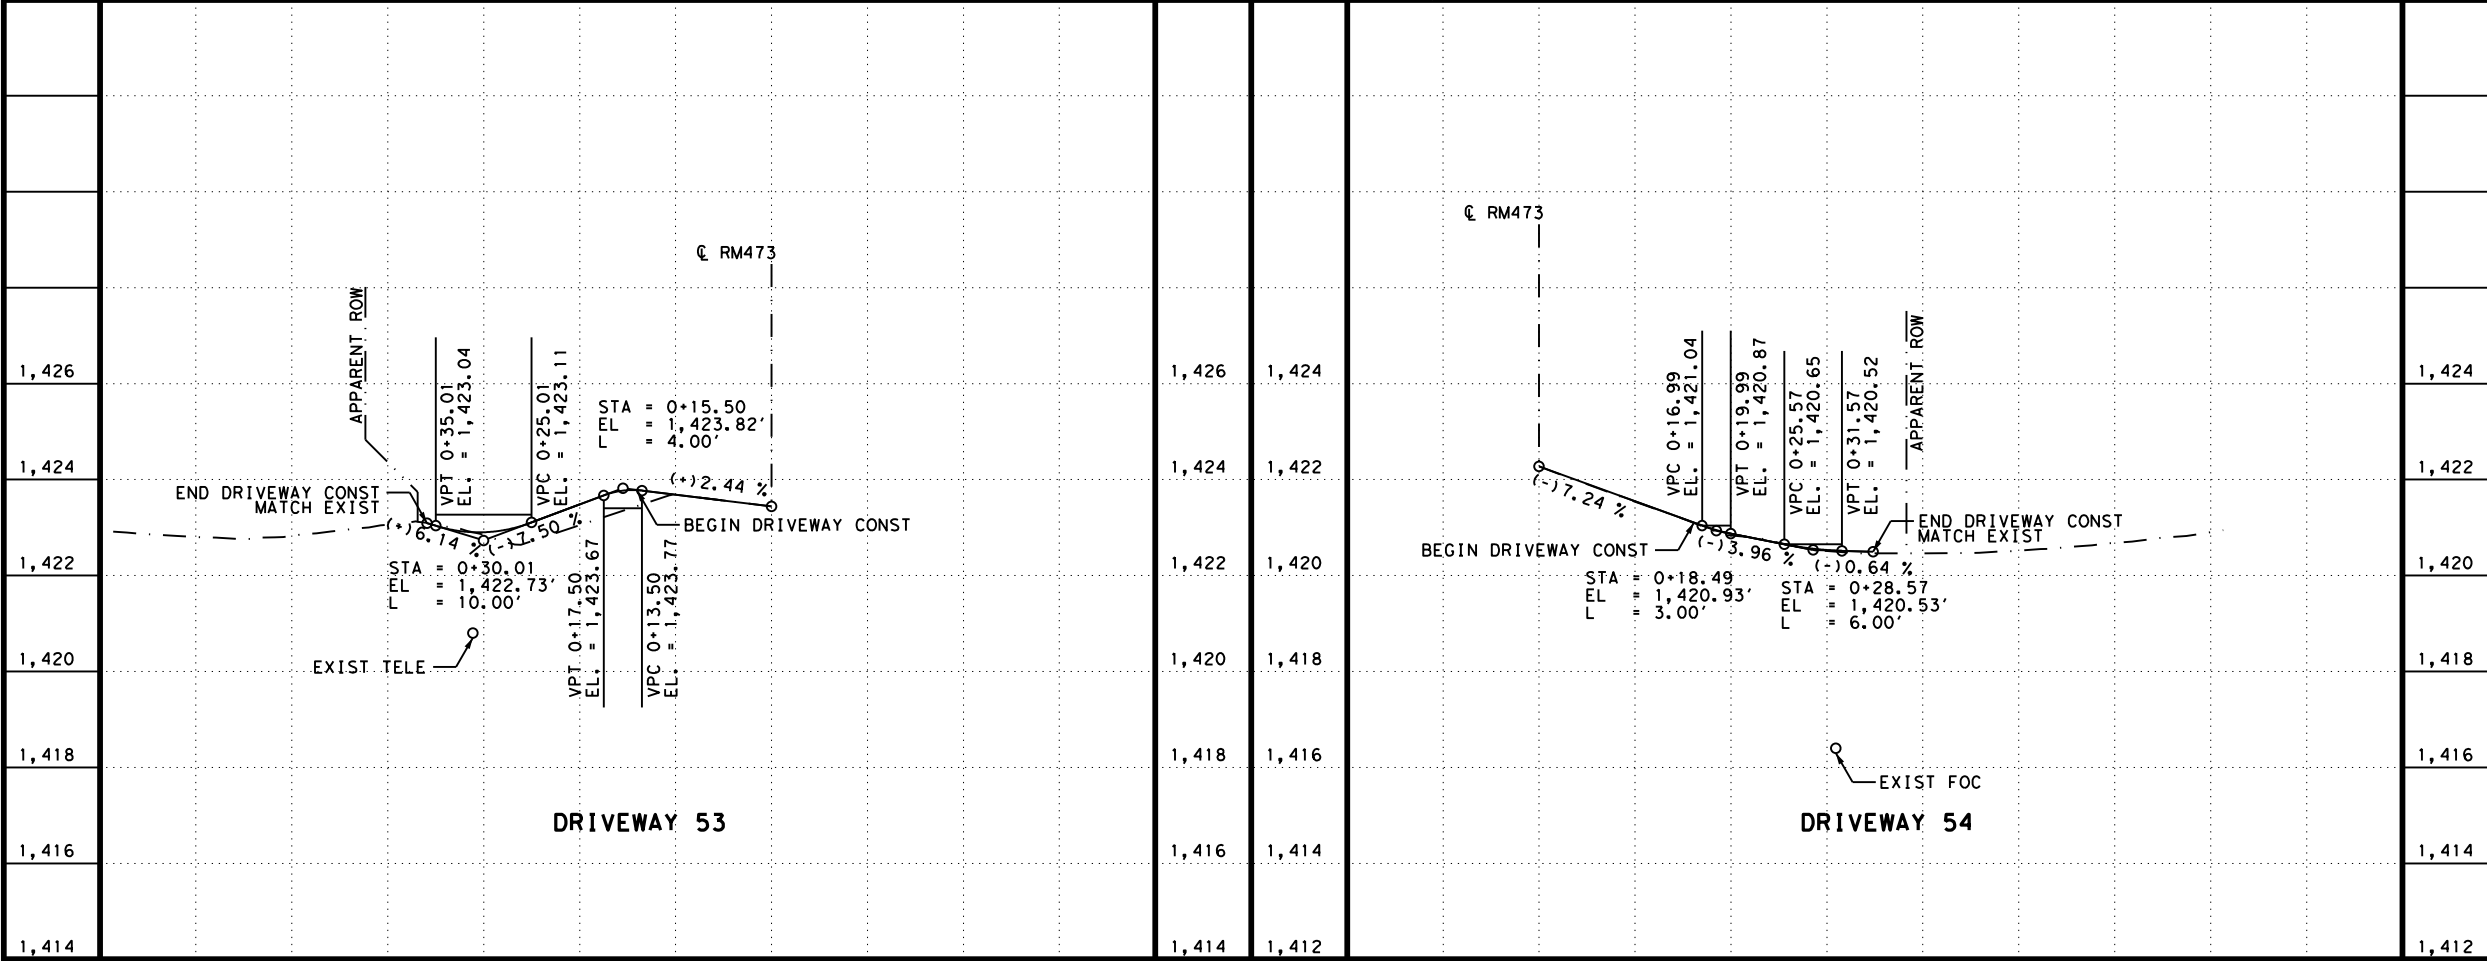 ℄ RM473
APPARENT ROW
VPT 0+35.01
EL. = 1,423.04
VPC 0+25.01
EL. = 1,423.11
STA = 0+15.50
EL = 1,423.82'
L = 4.00'
(+)2.44 %
END DRIVEWAY CONST
MATCH EXIST
(+)6.14 %
(-)7.50 %
BEGIN DRIVEWAY CONST
STA = 0+30.01
EL = 1,422.73'
L = 10.00'
VPT 0+17.50
EL. = 1,423.67
VPC 0+13.50
EL. = 1,423.77
EXIST TELE
DRIVEWAY 53
1,426
1,424
1,422
1,420
1,418
1,416
1,414
1,426
1,424
1,422
1,420
1,418
1,416
1,414
1,424
1,422
1,420
1,418
1,416
1,414
1,412
℄ RM473
(-)7.24 %
VPC 0+16.99
EL. = 1,421.04
VPT 0+19.99
EL. = 1,420.87
VPC 0+25.57
EL. = 1,420.65
VPT 0+31.57
EL. = 1,420.52
APPARENT ROW
END DRIVEWAY CONST
MATCH EXIST
BEGIN DRIVEWAY CONST
(-)3.96 %
(-)0.64 %
STA = 0+18.49
EL = 1,420.93'
L = 3.00'
STA = 0+28.57
EL = 1,420.53'
L = 6.00'
EXIST FOC
DRIVEWAY 54
1,424
1,422
1,420
1,418
1,416
1,414
1,412